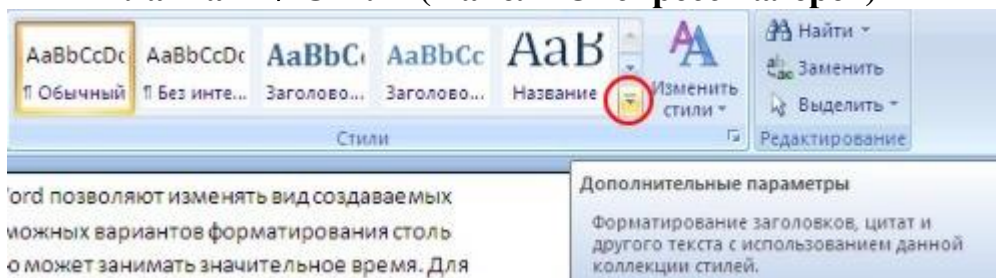 AaBbCcDc AaBbCcDc AaBbC AaBbCc AaB
¶ Обычный ¶ Без инте... Заголово... Заголово... Название
Изменить
стили
Найти
Заменить
Выделить
Стили
Редактирование
ord позволяют изменять вид создаваемых
можных вариантов форматирования столь
о может занимать значительное время. Для
Дополнительные параметры
Форматирование заголовков, цитат и
другого текста с использованием данной
коллекции стилей.